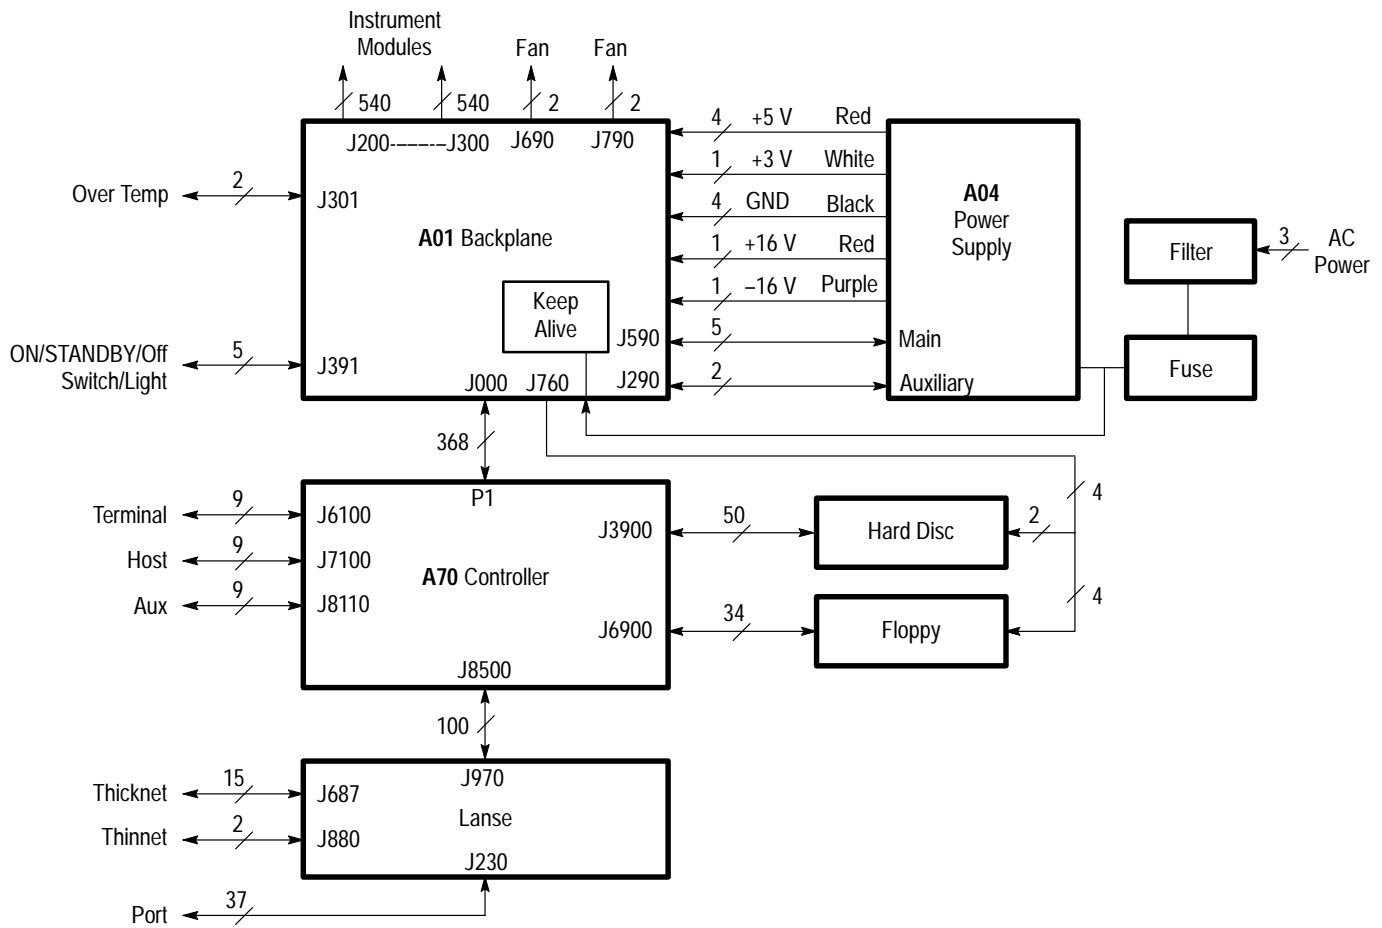 Instrument
Modules
Fan
Fan
540
540
2
2
J200
J300
J690
J790
4
+5 V
Red
1
+3 V
White
4
GND
Black
1
+16 V
Red
1
–16 V
Purple
A04
Power
Supply
Over Temp
2
J301
A01 Backplane
Filter
3
AC
Power
Keep
Alive
J590
5
Main
ON/STANDBY/Off
Switch/Light
5
J391
J000
J760
J290
2
Auxiliary
Fuse
368
4
P1
Terminal
9
J6100
J3900
50
Hard Disc
2
Host
9
J7100
A70 Controller
Aux
9
J8110
4
J6900
34
Floppy
J8500
100
J970
Thicknet
15
J687
Lanse
Thinnet
2
J880
J230
Port
37